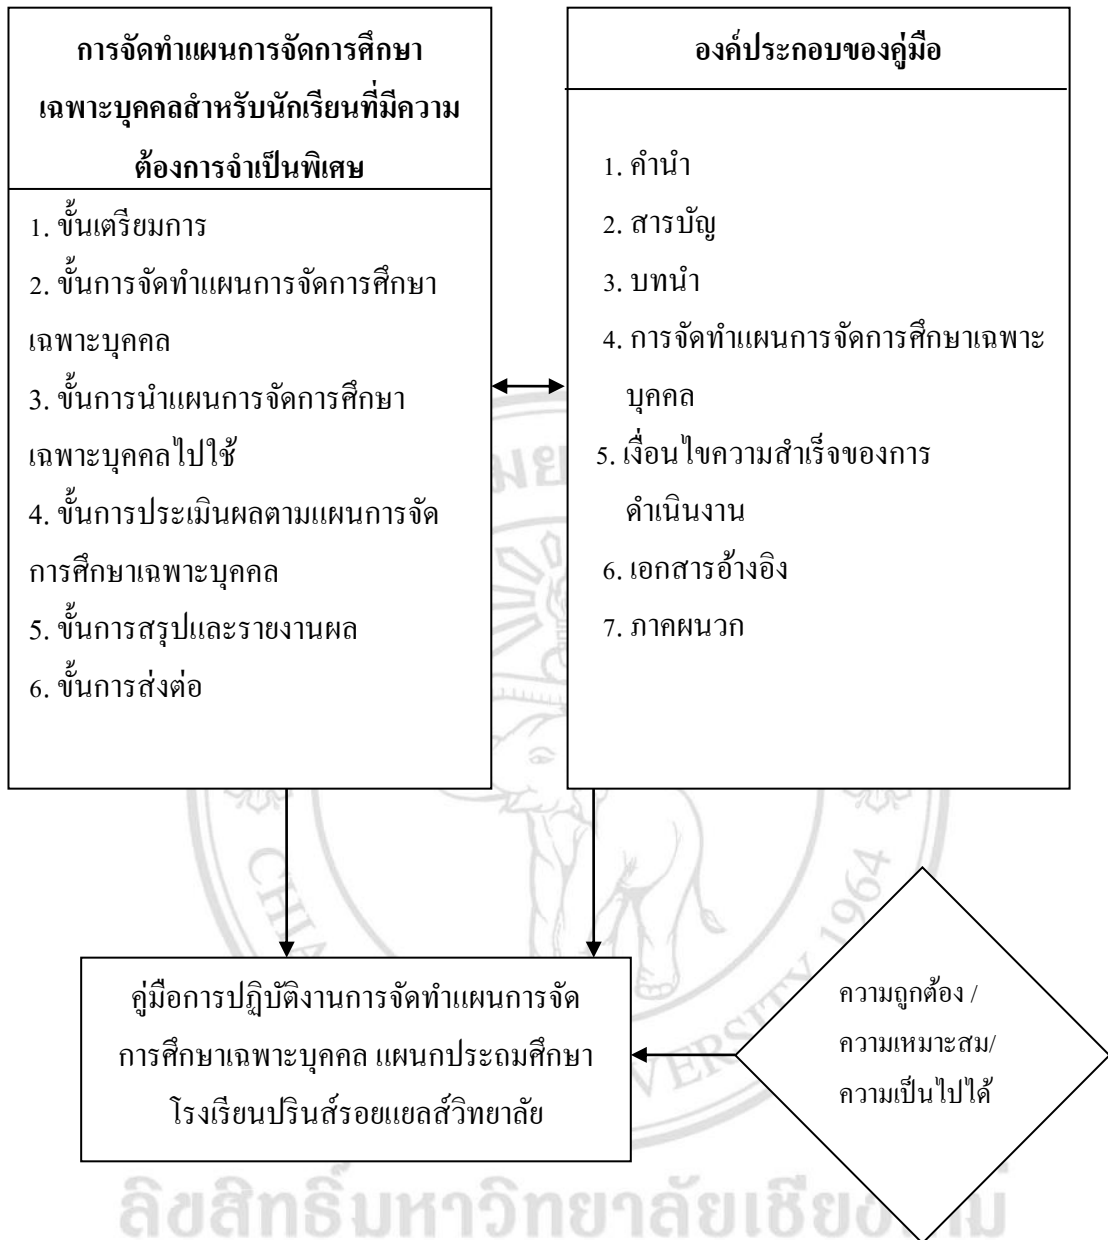 การจัดทำแผนการจัดการศึกษา
เฉพาะบุคคลสำหรับนักเรียนที่มีความ
ต้องการจำเป็นพิเศษ
1. ขั้นเตรียมการ
2. ขั้นการจัดทำแผนการจัดการศึกษา
เฉพาะบุคคล
3. ขั้นการนำแผนการจัดการศึกษา
เฉพาะบุคคลไปใช้
4. ขั้นการประเมินผลตามแผนการจัด
การศึกษาเฉพาะบุคคล
5. ขั้นการสรุปและรายงานผล
6. ขั้นการส่งต่อ
องค์ประกอบของคู่มือ
1. คำนำ
2. สารบัญ
3. บทนำ
4. การจัดทำแผนการจัดการศึกษาเฉพาะ
บุคคล
5. เงื่อนไขความสำเร็จของการ
ดำเนินงาน
6. เอกสารอ้างอิง
7. ภาคผนวก
คู่มือการปฏิบัติงานการจัดทำแผนการจัด
การศึกษาเฉพาะบุคคล แผนกประถมศึกษา
โรงเรียนปรินส์รอยแยลส์วิทยาลัย
ความถูกต้อง /
ความเหมาะสม/
ความเป็นไปได้
1964
ลิขสิทธิ์มหาวิทยาลัย